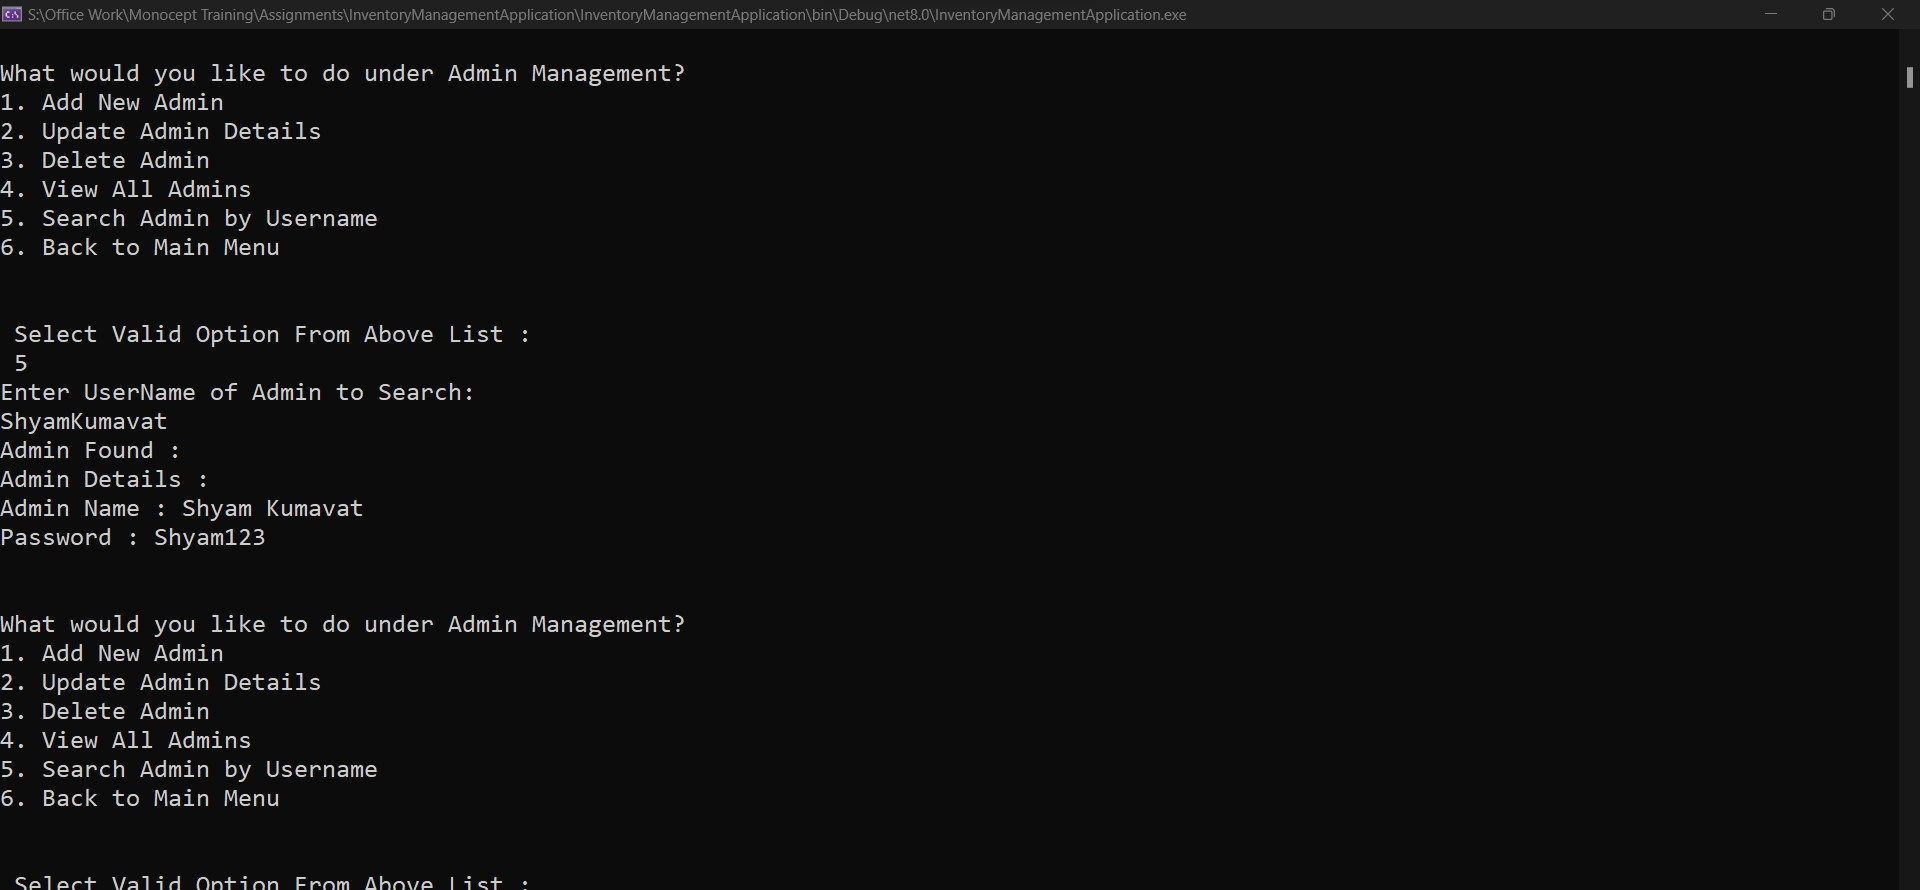 S:\Office Work\Monocept Training\Assignments\InventoryManagementApplication\InventoryManagementApplication\bin\Debug\net8.0\InventoryManagementApplication.exe
What would you like to do under Admin Management?
1. Add New Admin
2. Update Admin Details
3. Delete Admin
4. View All Admins
5. Search Admin by Username
6. Back to Main Menu
Select Valid Option From Above List :
5
Enter UserName of Admin to Search:
ShyamKumavat
Admin Found :
Admin Details :
Admin Name : Shyam Kumavat
Password : Shyam123
What would you like to do under Admin Management?
1. Add New Admin
2. Update Admin Details
3. Delete Admin
4. View All Admins
5. Search Admin by Username
6. Back to Main Menu
Select Valid Option From Above List :